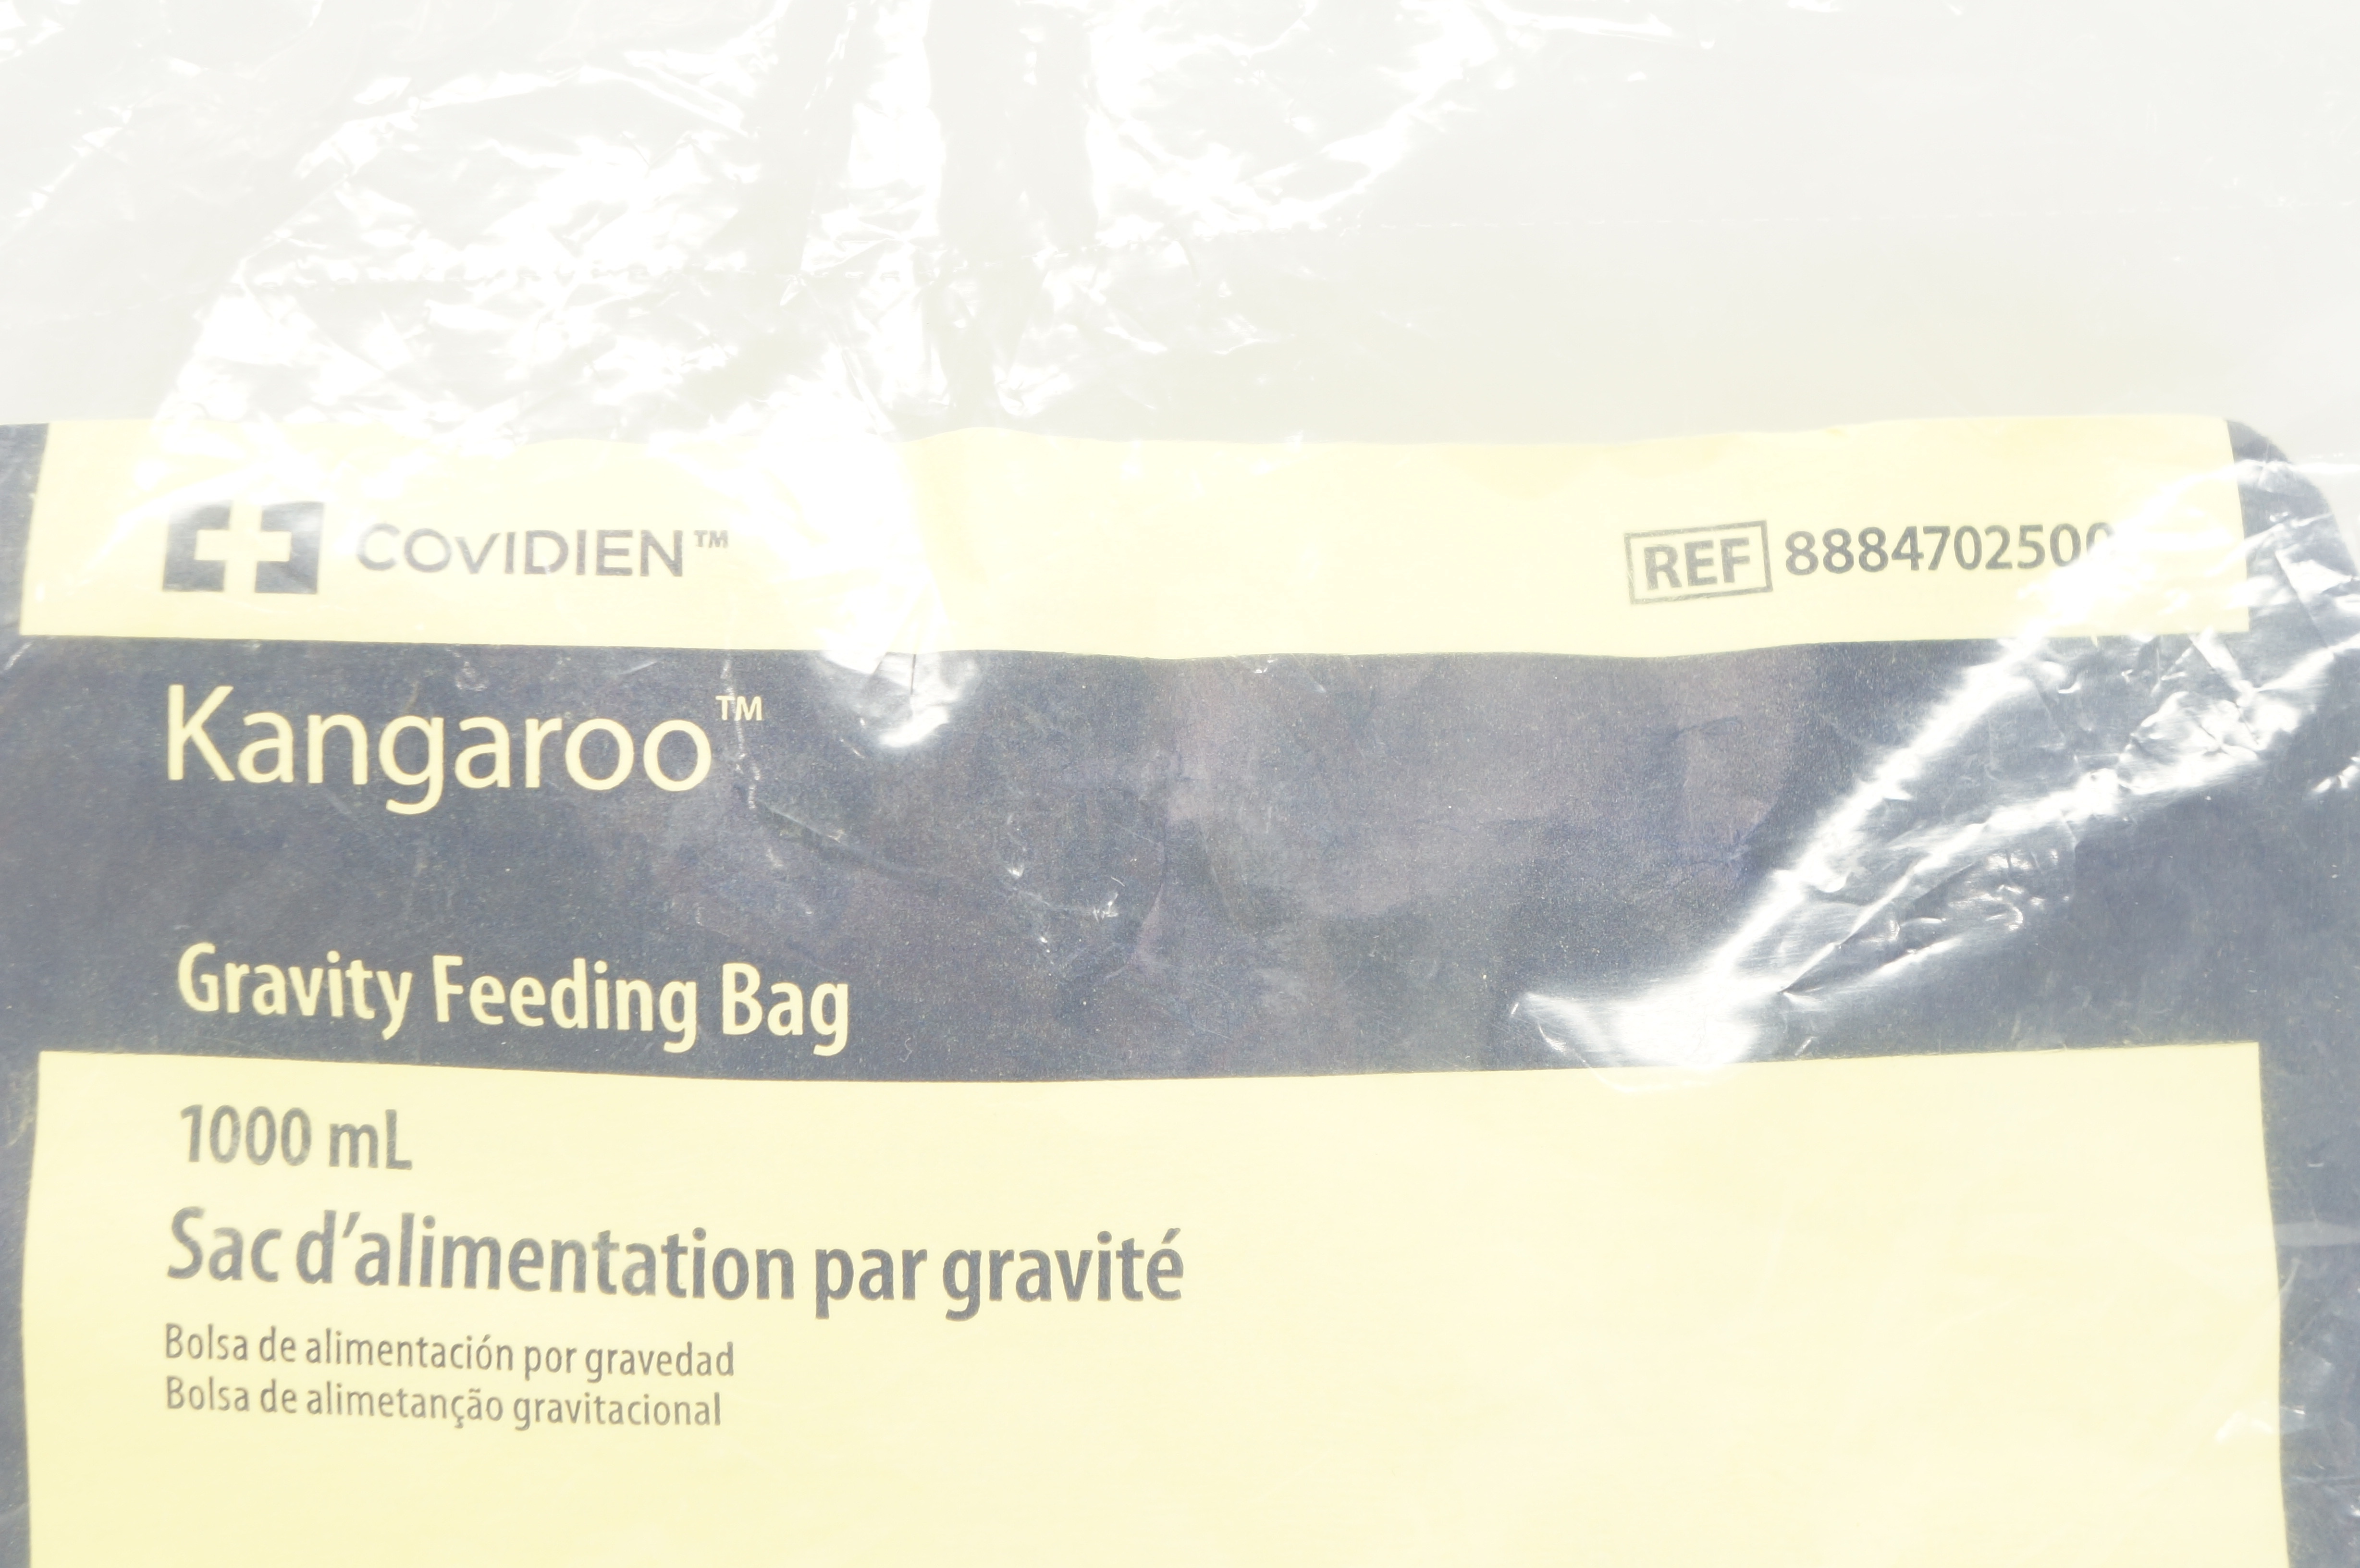 COVIDIEN™
REF 8884702500
Kangaroo™
Gravity Feeding Bag
1000 mL
Sac d'alimentation par gravité
Bolsa de alimentación por gravedad
Bolsa de alimetanção gravitacional